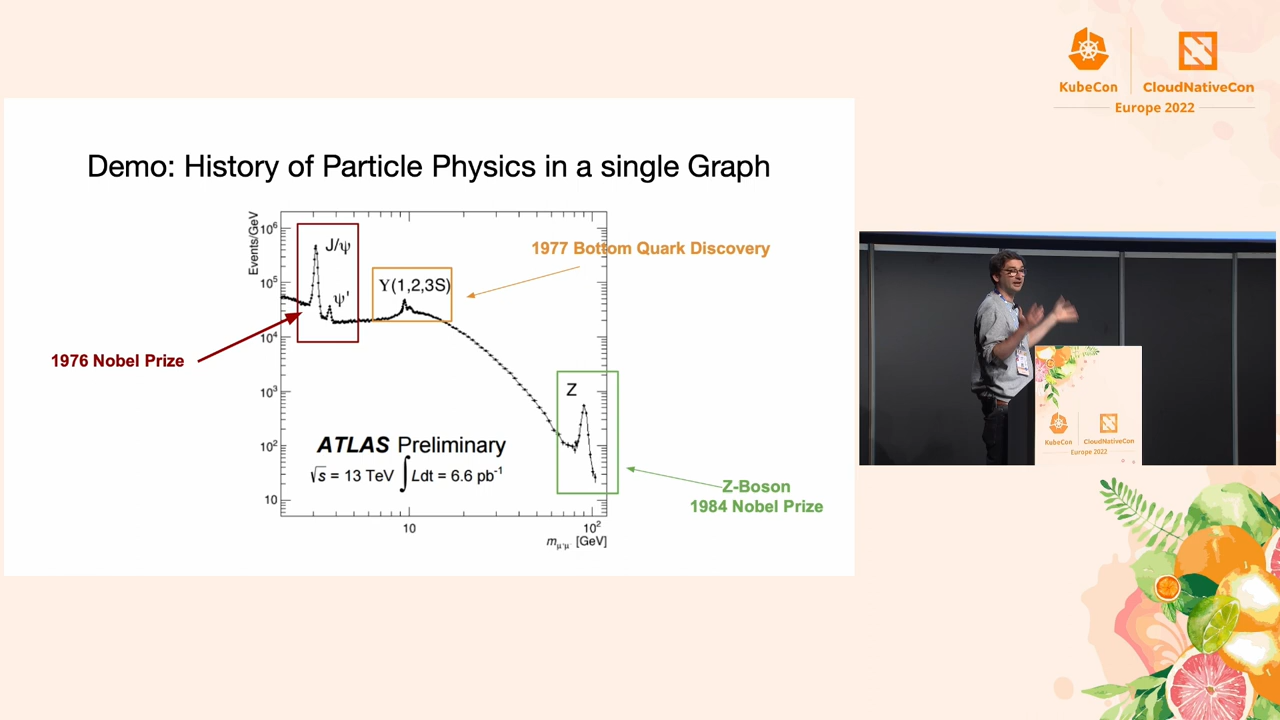 KubeCon
CloudNativeCon
Europe 2022
Demo: History of Particle Physics in a single Graph
Events/GeV
10⁶
10⁵
10⁴
10³
10²
10
J/ψ
ψ'
ϒ(1,2,3S)
Z
1977 Bottom Quark Discovery
1976 Nobel Prize
ATLAS Preliminary
√s = 13 TeV ∫Ldt = 6.6 pb⁻¹
Z-Boson
1984 Nobel Prize
10
10²
[GeV]
KubeCon
CloudNativeCon
Europe 2022